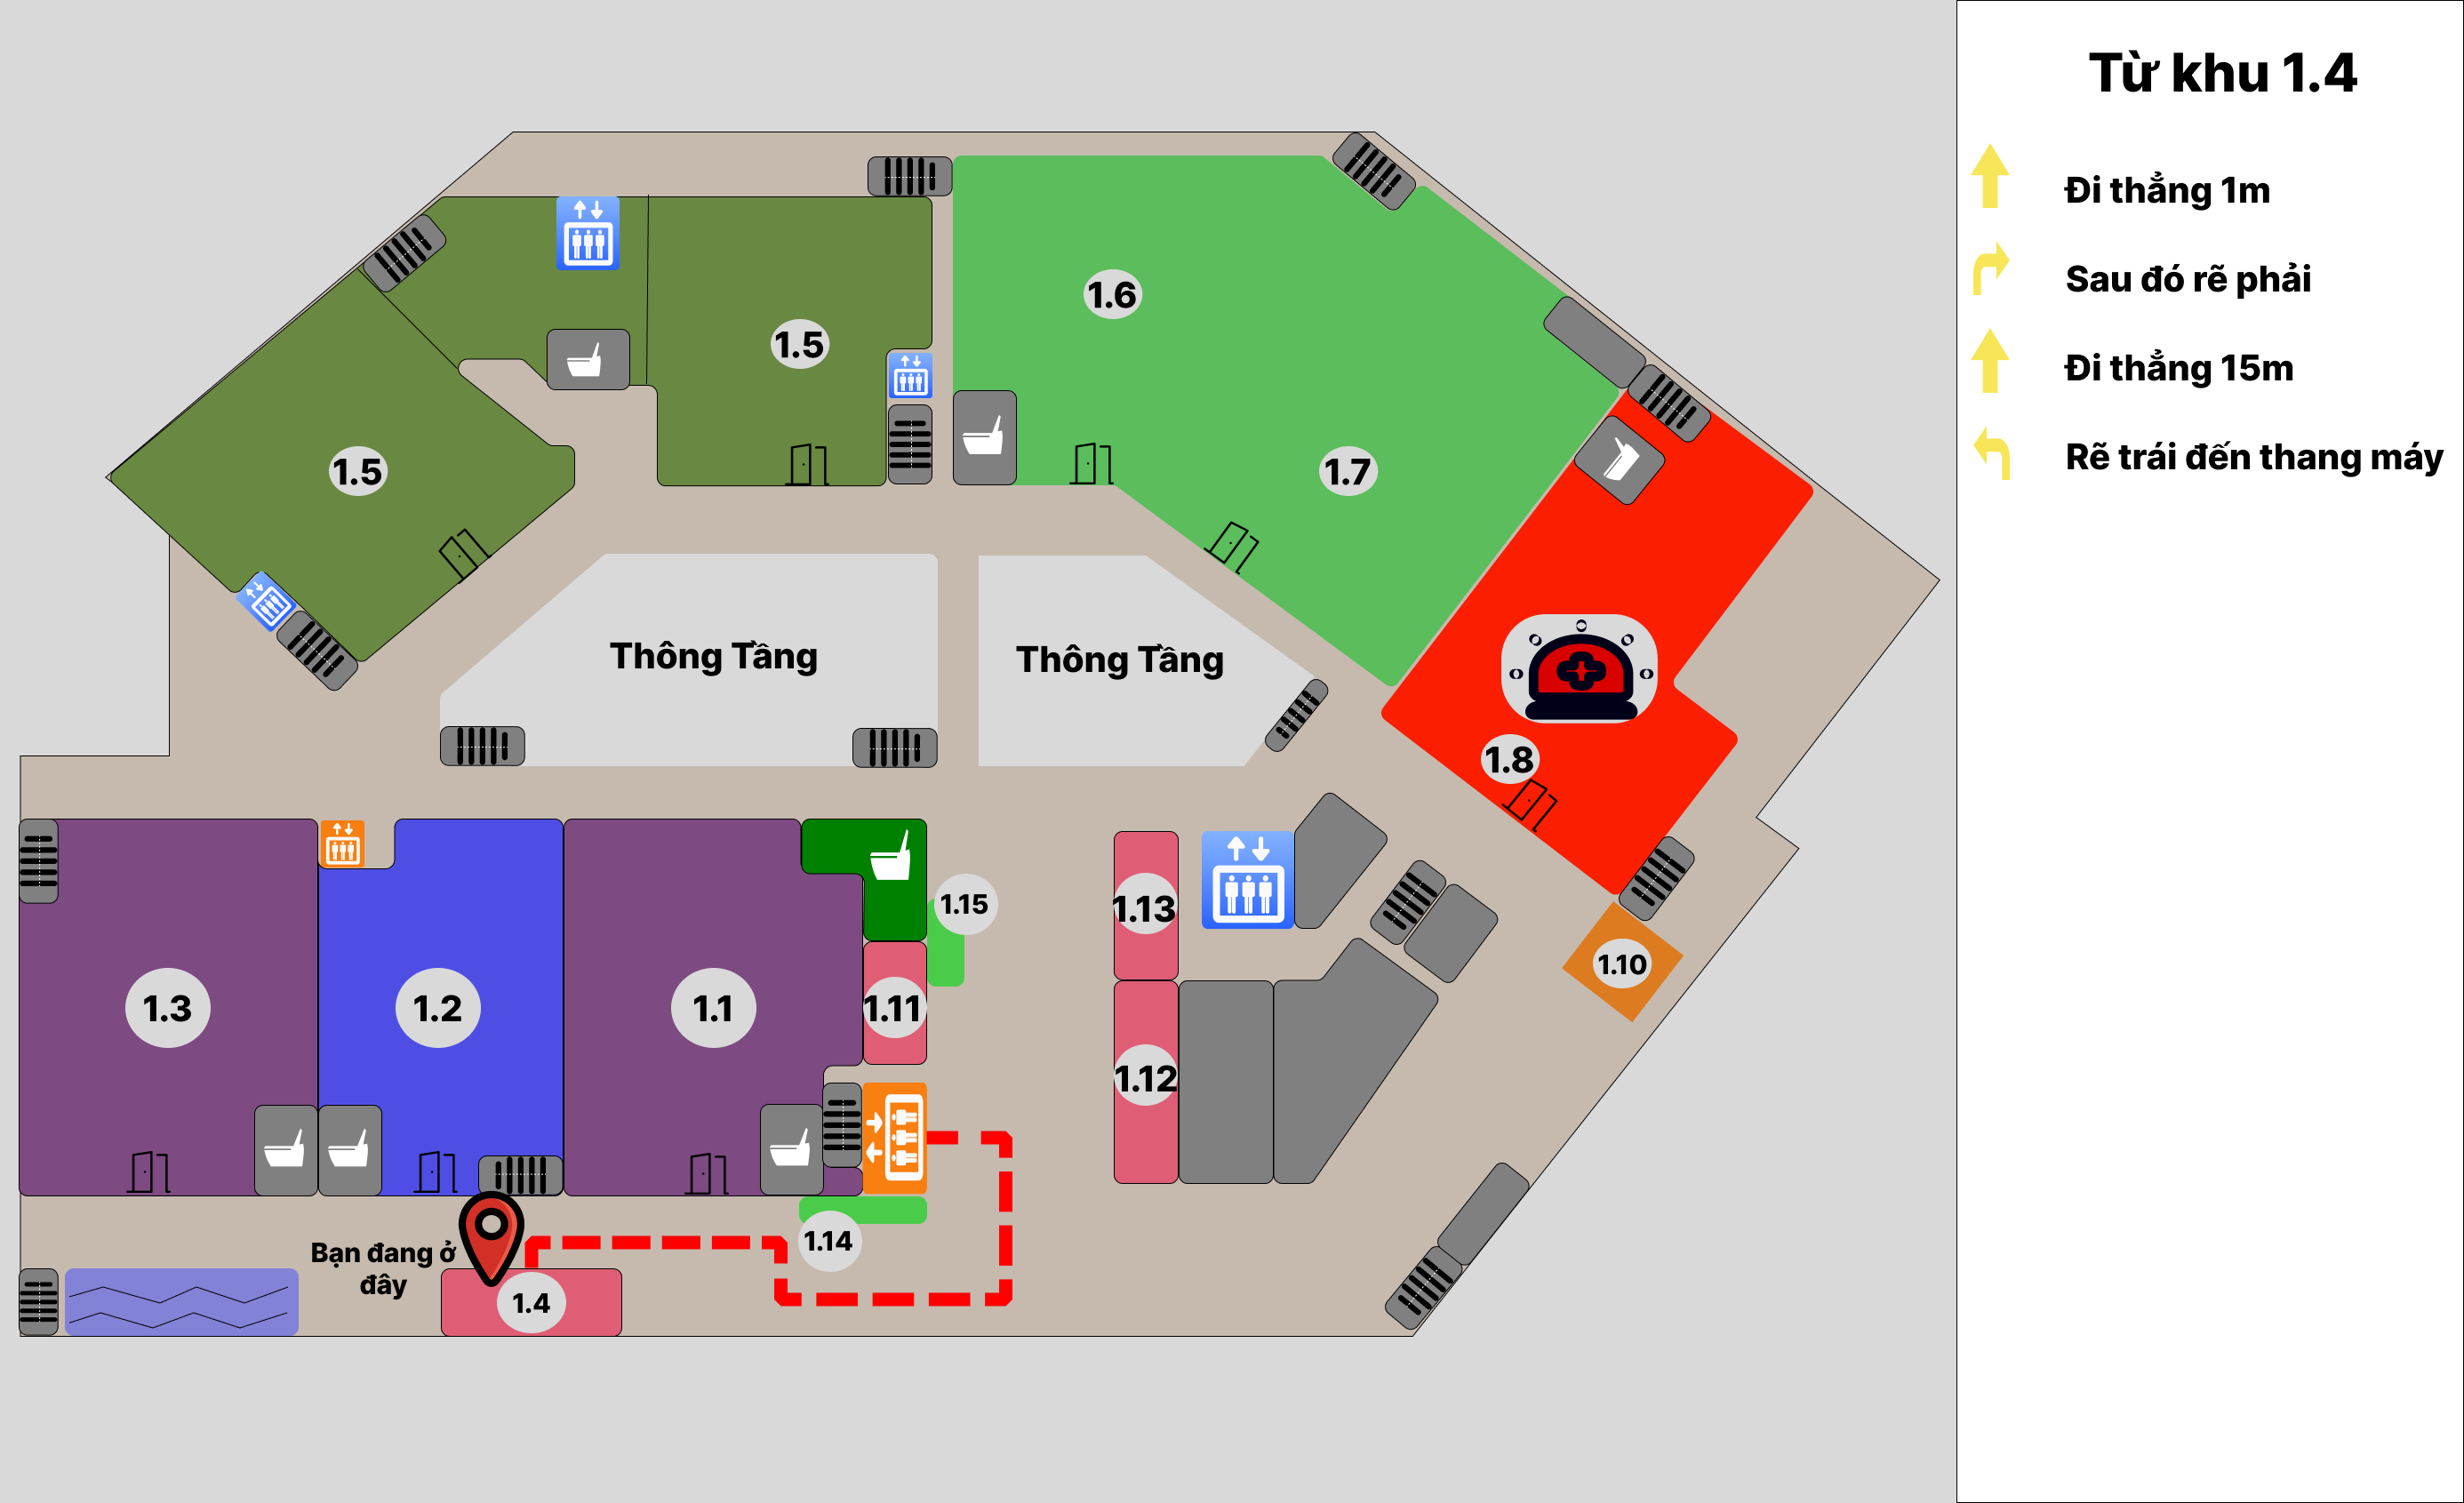 Từ khu 1.4
Đi thẳng 1m
Sau đó rẽ phải
Đi thẳng 15m
Rẽ trái đến thang máy
1.6
1.5
1.7
1.5
Thông Tầng
Thông Tầng
1.8
1.15
1.13
1.10
1.3
1.2
1.1
1.11
1.12
1.14
Bạn đang ở
đây
1.4